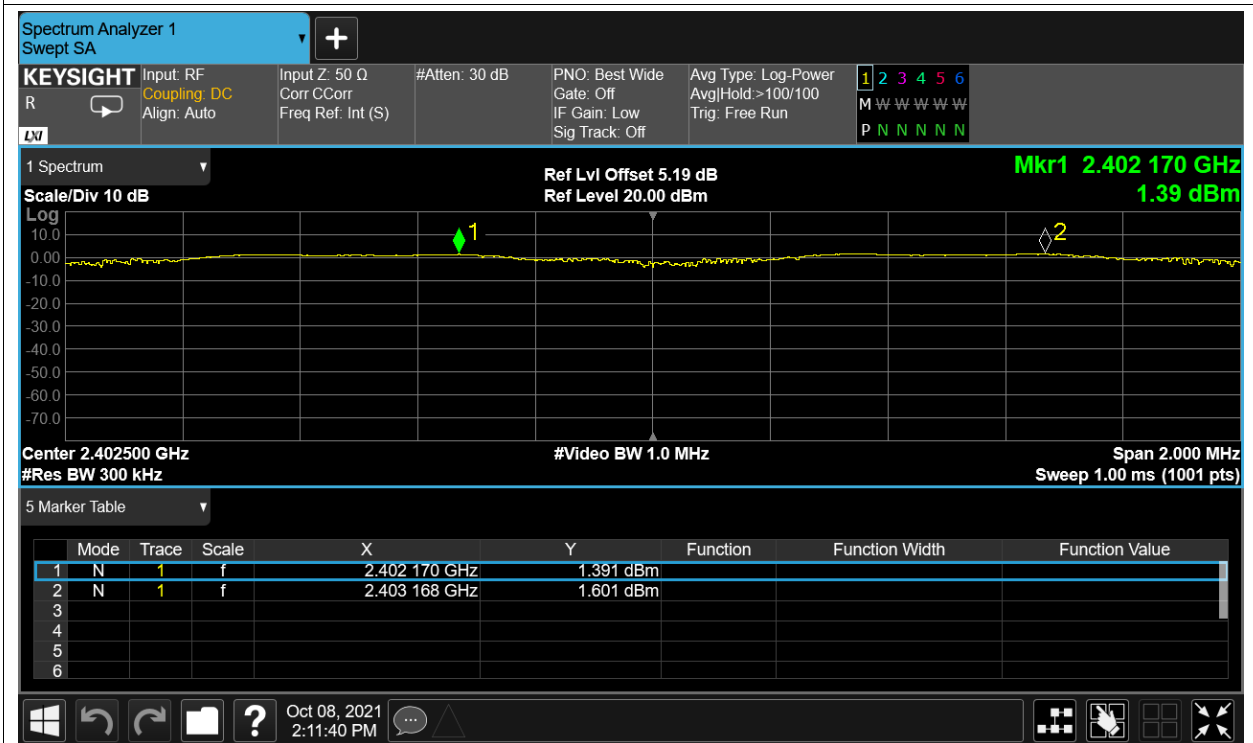 Spectrum Analyzer 1
Swept SA
+
KEYSIGHT Input: RF Input Z: 50 Ω #Atten: 30 dB PNO: Best Wide Avg Type: Log-Power 1 2 3 4 5 6
R Coupling: DC Corr CCorr Gate: Off Avg|Hold:>100/100
Align: Auto Freq Ref: Int (S) IF Gain: Low Trig: Free Run M W W W W W
LXI Sig Track: Off P N N N N N
1 Spectrum Ref Lvl Offset 5.19 dB Mkr1 2.402 170 GHz
Scale/Div 10 dB Ref Level 20.00 dBm 1.39 dBm
Log
10.0 1 2
0.00
-10.0
-20.0
-30.0
-40.0
-50.0
-60.0
-70.0
Center 2.402500 GHz #Video BW 1.0 MHz Span 2.000 MHz
#Res BW 300 kHz Sweep 1.00 ms (1001 pts)
5 Marker Table
Mode Trace Scale X Y Function Function Width Function Value
1 N 1 f 2.402 170 GHz 1.391 dBm
2 N 1 f 2.403 168 GHz 1.601 dBm
3
4
5
6
? Oct 08, 2021
2:11:40 PM